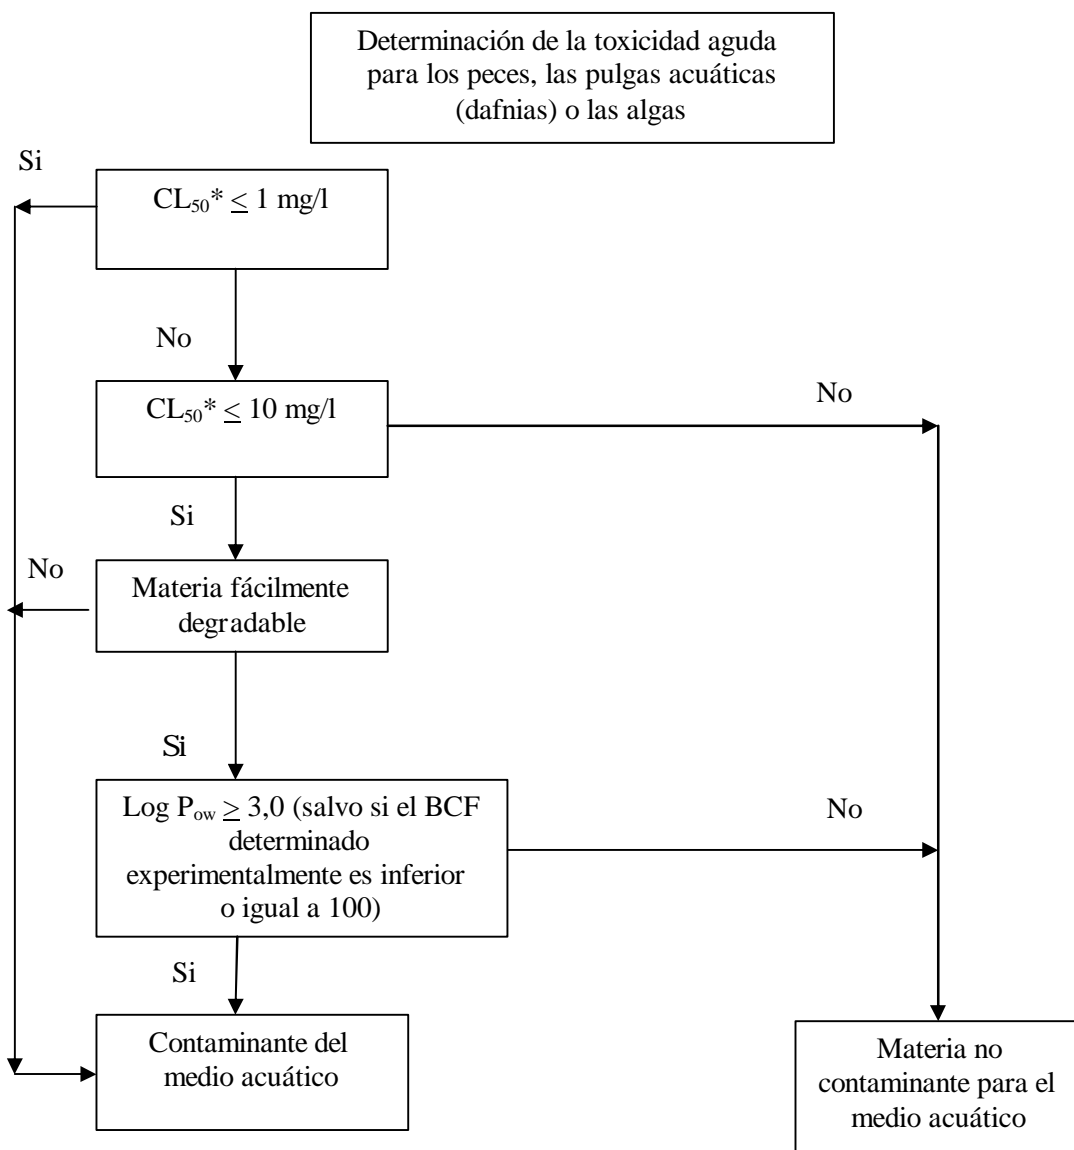 Determinación de la toxicidad aguda
para los peces, las pulgas acuáticas
(dafnias) o las algas
Si
CL50* ≤ 1 mg/l
No
CL50* ≤ 10 mg/l
No
Si
No
Materia fácilmente
degradable
Si
Log Pow ≥ 3,0 (salvo si el BCF
determinado
experimentalmente es inferior
o igual a 100)
No
Si
Contaminante del
medio acuático
Materia no
contaminante para el
medio acuático